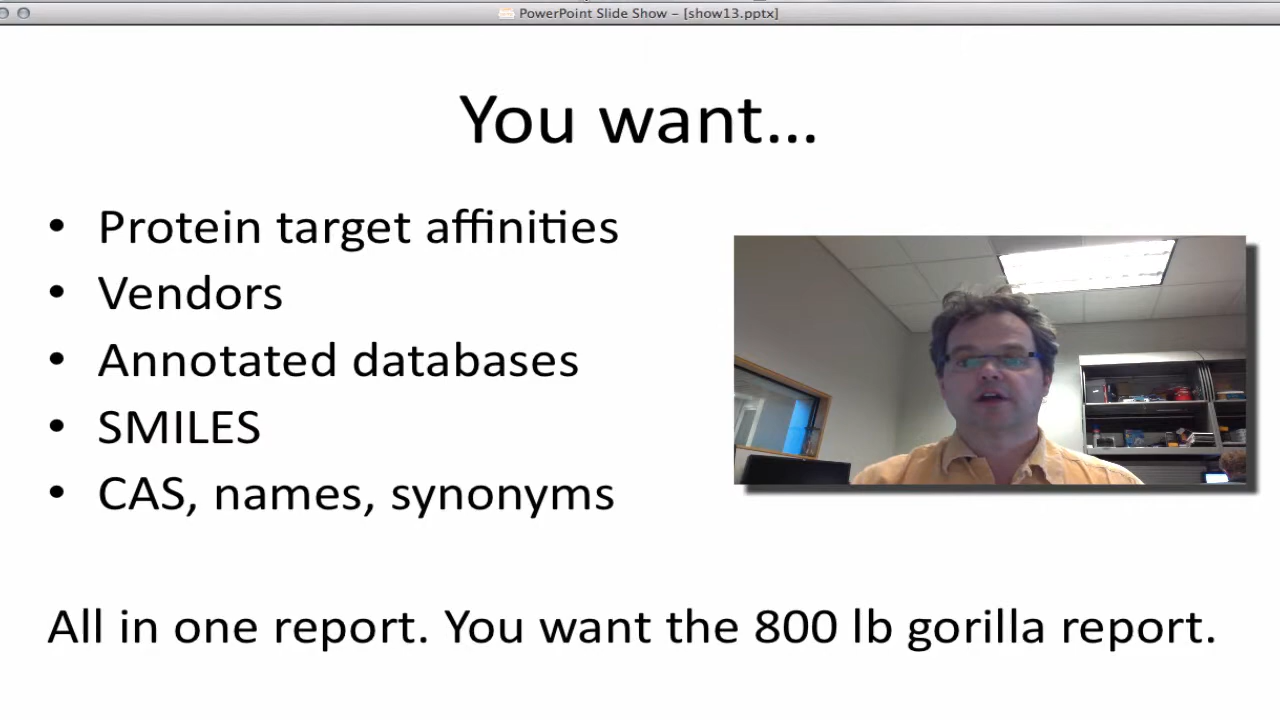 PowerPoint Slide Show – [show13.pptx]
You want...
• Protein target affinities
• Vendors
• Annotated databases
• SMILES
• CAS, names, synonyms
All in one report. You want the 800 lb gorilla report.